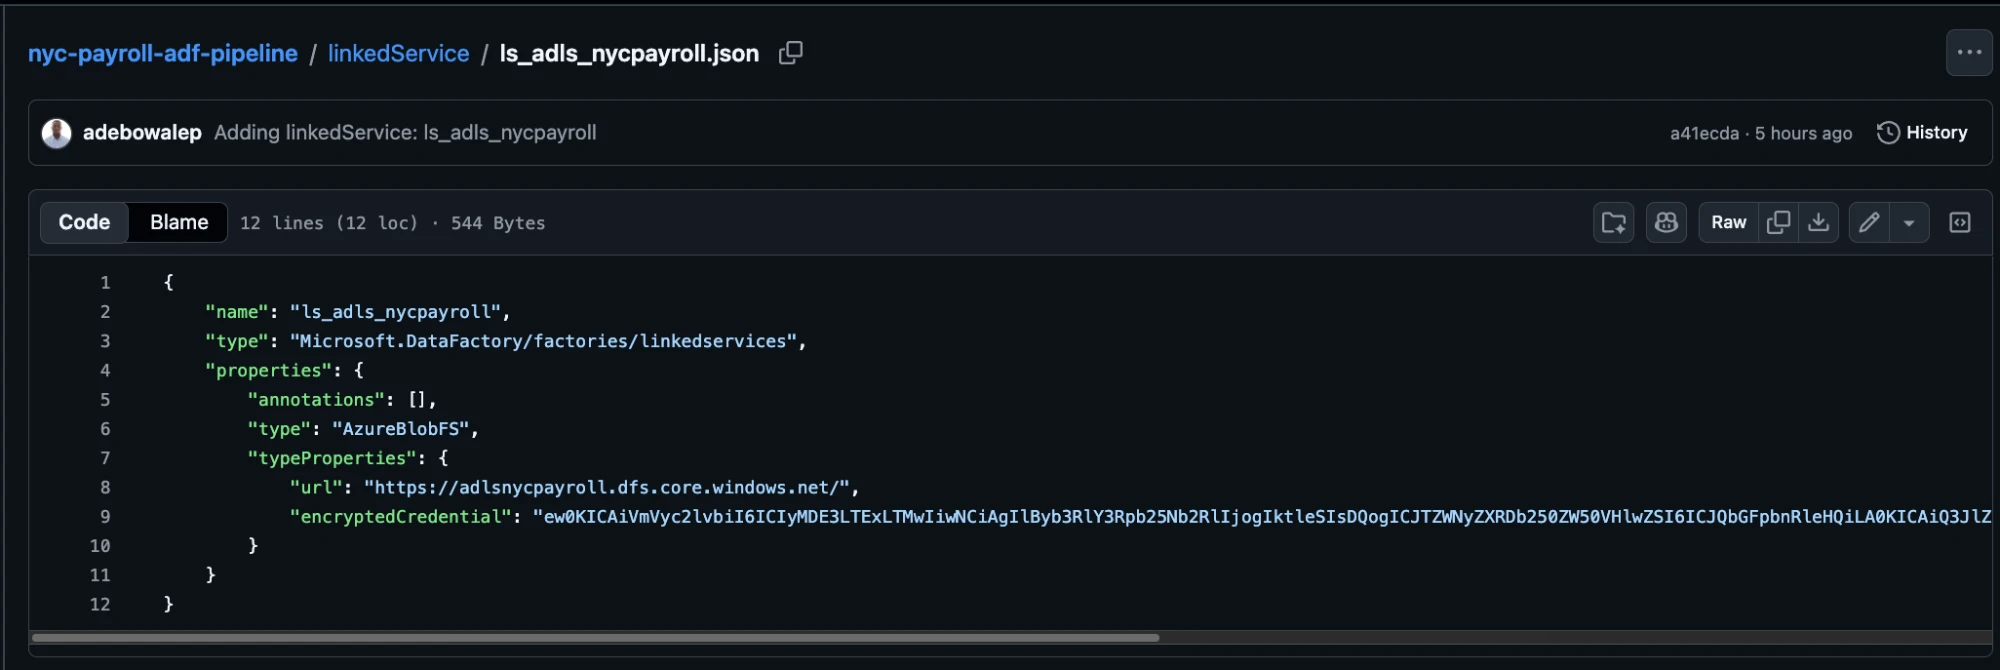 nyc-payroll-adf-pipeline / linkedService / ls_adls_nycpayroll.json
adebowalep Adding linkedService: ls_adls_nycpayroll a41ecda · 5 hours ago History
Code Blame 12 lines (12 loc) · 544 Bytes Raw
1 {
2 "name": "ls_adls_nycpayroll",
3 "type": "Microsoft.DataFactory/factories/linkedservices",
4 "properties": {
5 "annotations": [],
6 "type": "AzureBlobFS",
7 "typeProperties": {
8 "url": "https://adlsnycpayroll.dfs.core.windows.net/",
9 "encryptedCredential": "ew0KICAiVmVyc2lvbiI6ICIyMDE3LTExLTMwIiwNCiAgIlByb3RlY3Rpb25Nb2RlIjogIktleSIsDQogICJTZWNyZXRDb250ZW50VHlwZSI6ICJQbGFpbnRleHQiLA0KICAiQ3JlZ
10 }
11 }
12 }